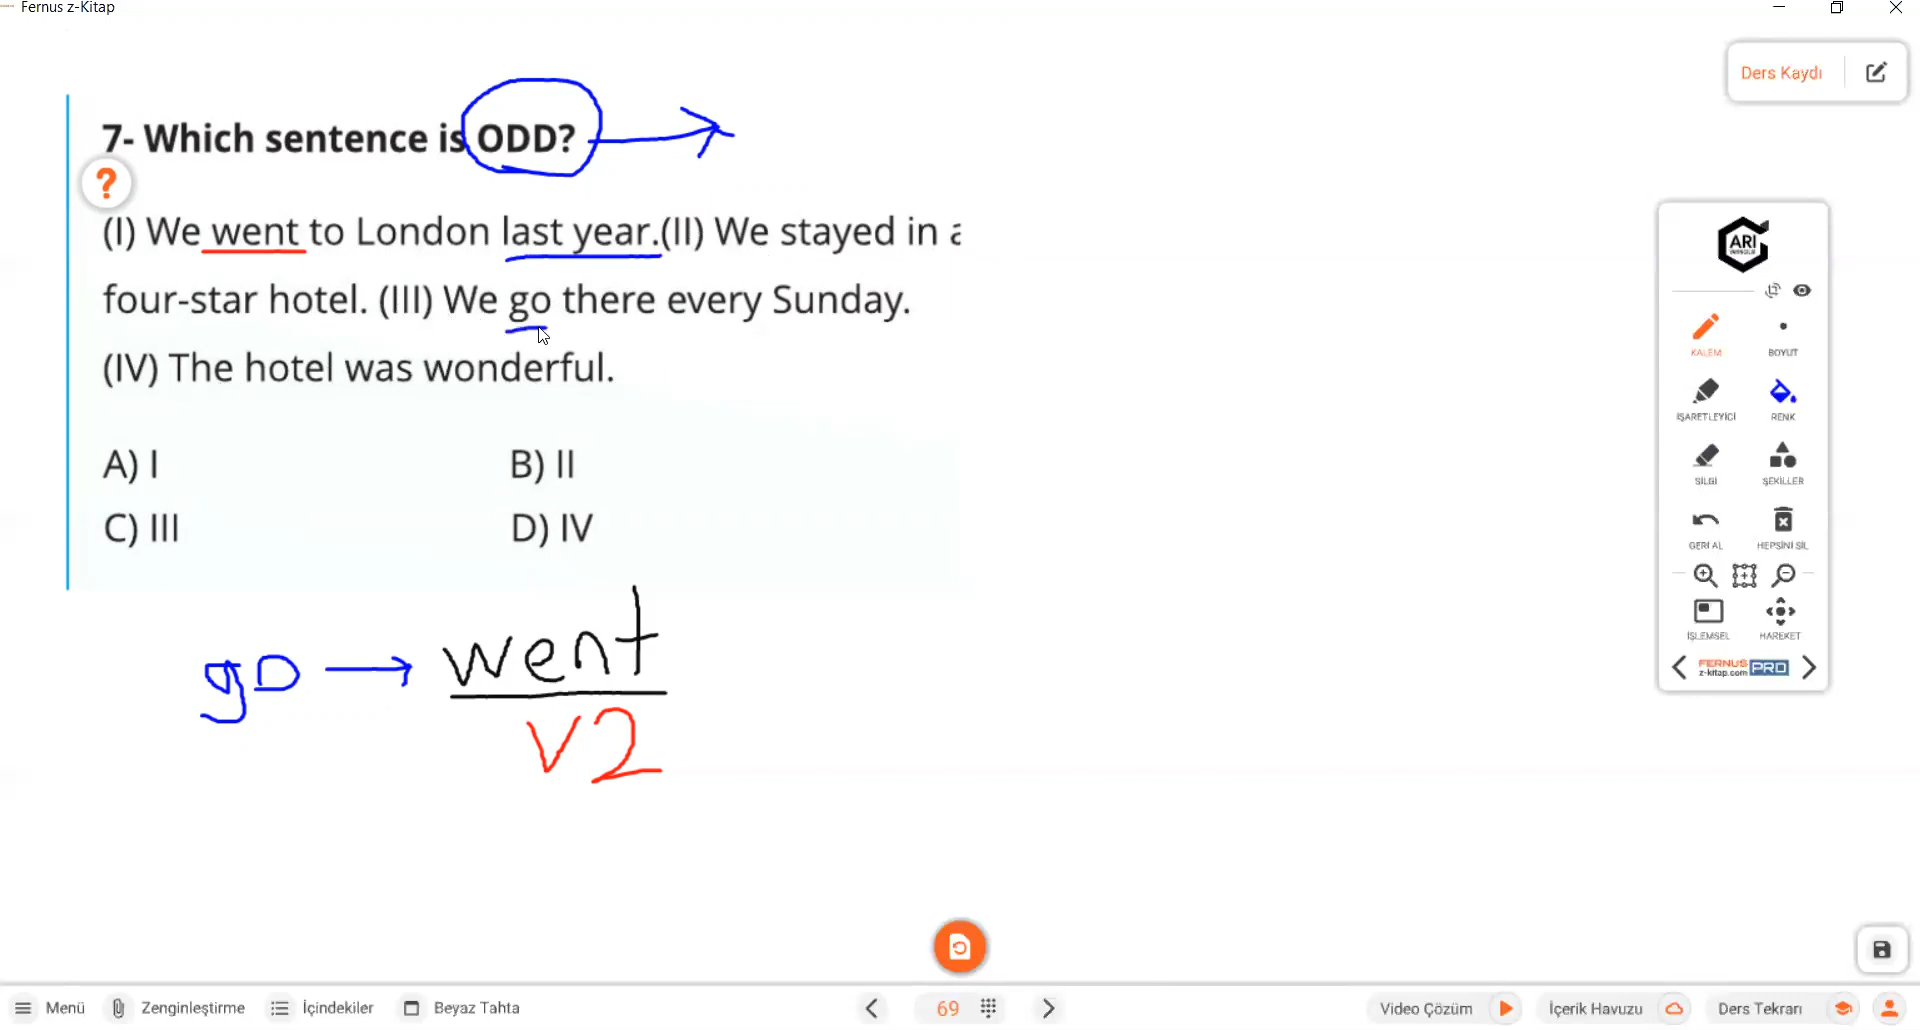 Fernus z-Kitap
Ders Kaydı
7- Which sentence is ODD?
?
(I) We went to London last year.(II) We stayed in a
four-star hotel. (III) We go there every Sunday.
(IV) The hotel was wonderful.
A) I B) II
C) III D) IV
go → went
V2
ARI
KALEM BOYUT
İŞARETLEYİCİ RENK
SİLGİ ŞEKİLLER
GERİ AL HEPSİNİ SİL
İŞLEMSEL HAREKET
FERNUS PRO
z-kitap.com
Menü Zenginleştirme İçindekiler Beyaz Tahta 69 Video Çözüm İçerik Havuzu Ders Tekrarı